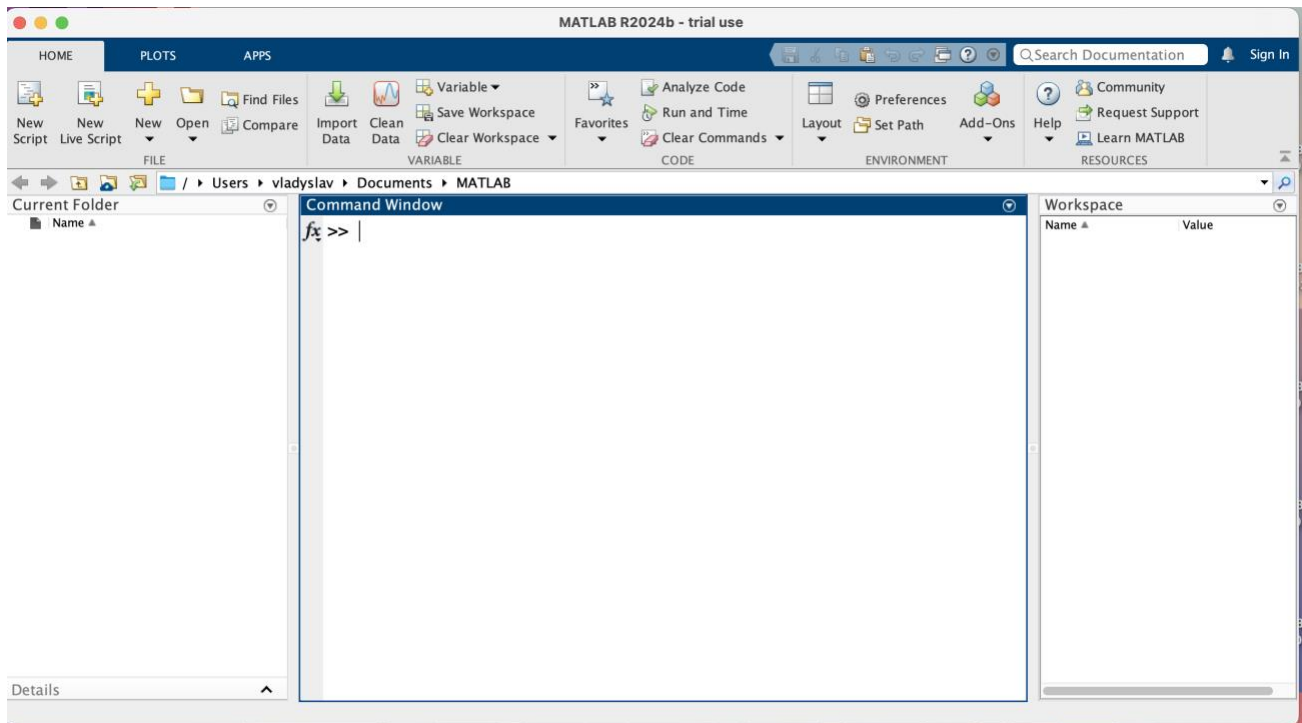 MATLAB R2024b - trial use
HOME PLOTS APPS Search Documentation Sign In
New Script
New Live Script
New
Open
Find Files
Compare
FILE
Import Data
Clean Data
Variable
Save Workspace
Clear Workspace
VARIABLE
Favorites
Analyze Code
Run and Time
Clear Commands
CODE
Layout
Preferences
Set Path
Add-Ons
ENVIRONMENT
Help
Community
Request Support
Learn MATLAB
RESOURCES
/ Users vladyslav Documents MATLAB
Current Folder
Name
Command Window
fx >>
Workspace
Name Value
Details